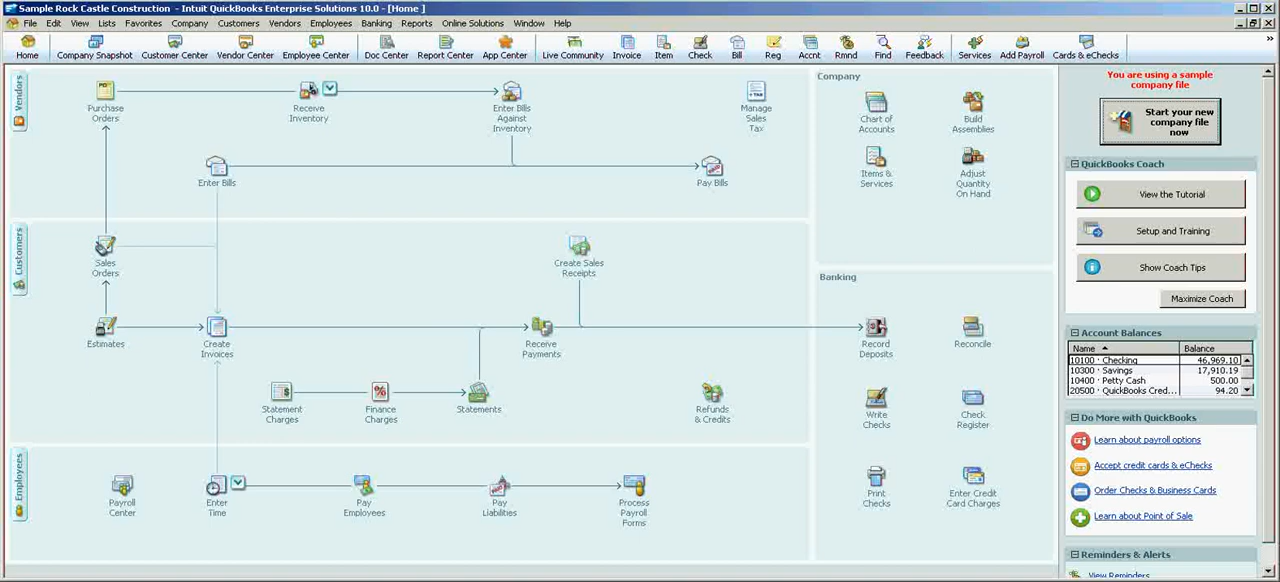 Sample Rock Castle Construction - Intuit QuickBooks Enterprise Solutions 10.0 - [Home ]
File Edit View Lists Favorites Company Customers Vendors Employees Banking Reports Online Solutions Window Help
Home Company Snapshot Customer Center Vendor Center Employee Center Doc Center Report Center App Center Live Community Invoice Item Check Bill Reg Accnt Rmnd Find Feedback Services Add Payroll Cards & eChecks
Vendors
Purchase
Orders
Receive
Inventory
Enter Bills
Against
Inventory
Manage
Sales
Tax
Enter Bills
Pay Bills
Customers
Sales
Orders
Create Sales
Receipts
Estimates
Create
Invoices
Receive
Payments
Statement
Charges
Finance
Charges
Statements
Refunds
& Credits
Employees
Payroll
Center
Enter
Time
Pay
Employees
Pay
Liabilities
Process
Payroll
Forms
Company
Chart of
Accounts
Build
Assemblies
Items &
Services
Adjust
Quantity
On Hand
Banking
Record
Deposits
Reconcile
Write
Checks
Check
Register
Print
Checks
Enter Credit
Card Charges
You are using a sample
company file
Start your new
company file
now
QuickBooks Coach
View the Tutorial
Setup and Training
Show Coach Tips
Maximize Coach
Account Balances
Name Balance
10100 · Checking 46,969.10
10300 · Savings 17,910.19
10400 · Petty Cash 500.00
20500 · QuickBooks Cred... 94.20
Do More with QuickBooks
Learn about payroll options
Accept credit cards & eChecks
Order Checks & Business Cards
Learn about Point of Sale
Reminders & Alerts
View Reminders